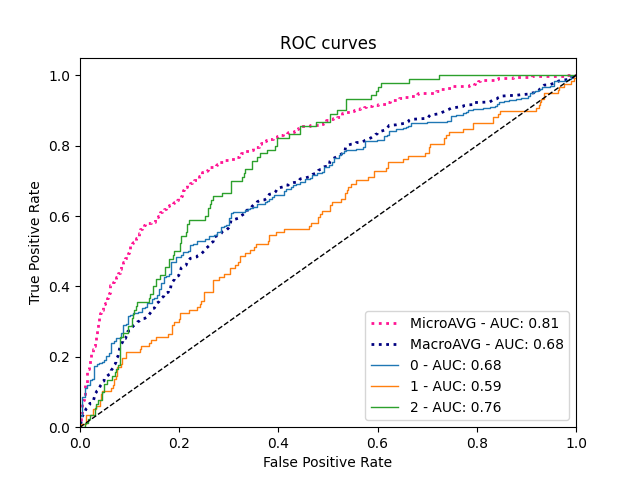 ROC curves
True Positive Rate
1.0
0.8
0.6
0.4
0.2
0.0
MicroAVG - AUC: 0.81
MacroAVG - AUC: 0.68
0 - AUC: 0.68
1 - AUC: 0.59
2 - AUC: 0.76
0.0 0.2 0.4 0.6 0.8 1.0
False Positive Rate